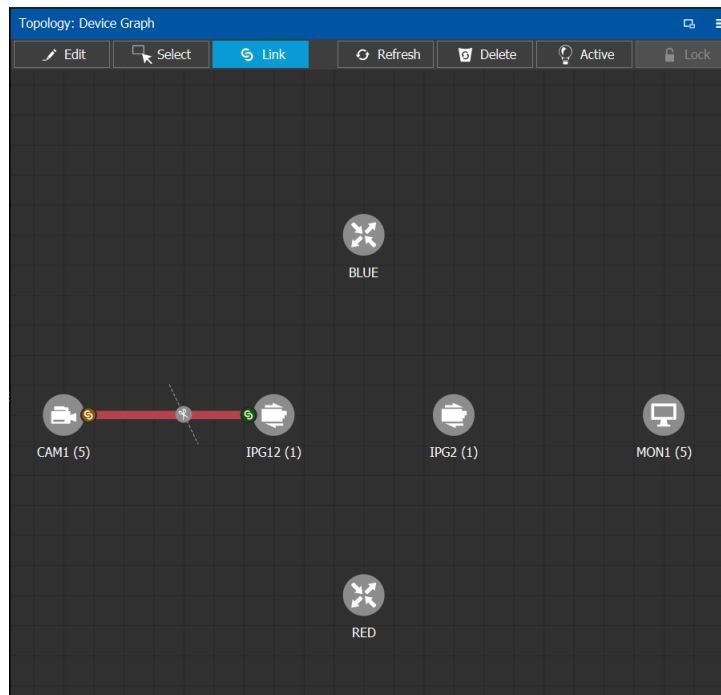 Topology: Device Graph
Edit Select Link Refresh Delete Active Lock
BLUE
CAM1 (5) IPG12 (1) IPG2 (1) MON1 (5)
RED